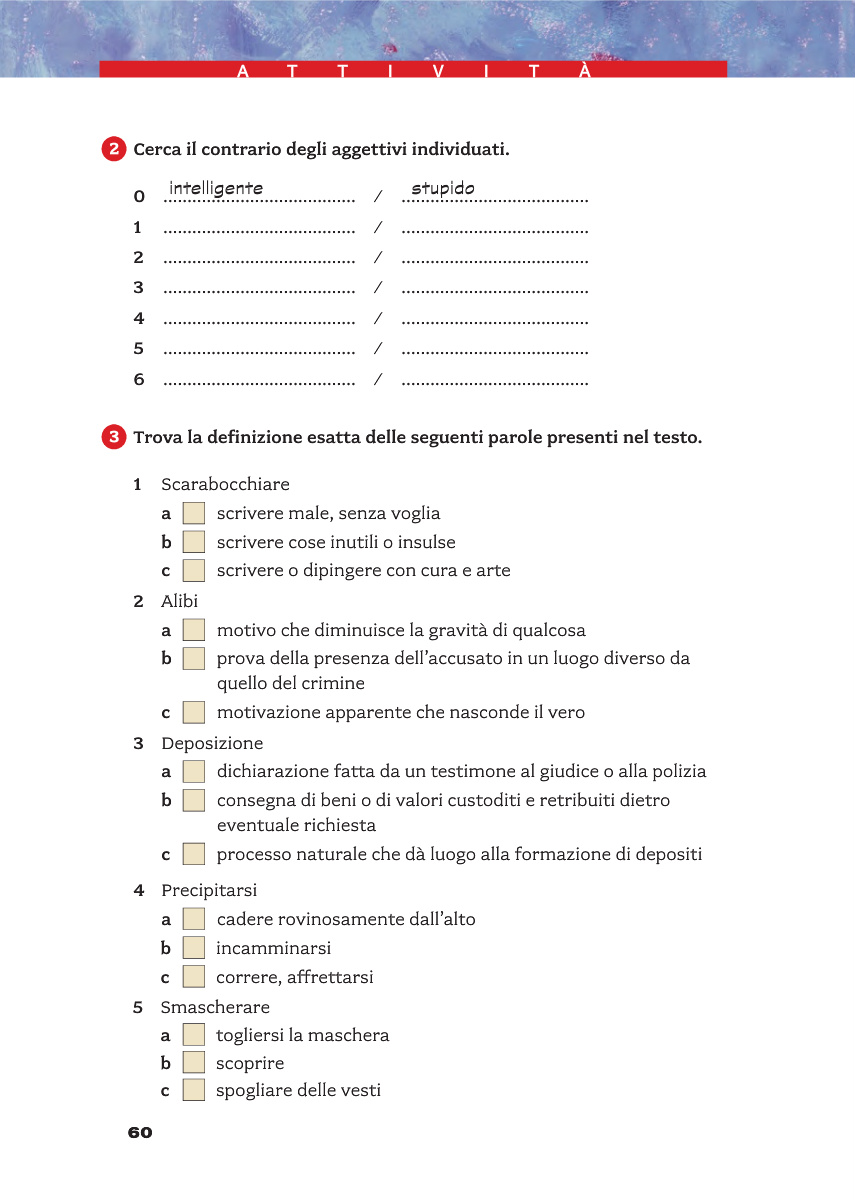 ATTIVITÀ
2 Cerca il contrario degli aggettivi individuati.
0 intelligente / stupido
1 ........................................ / .......................................
2 ........................................ / .......................................
3 ........................................ / .......................................
4 ........................................ / .......................................
5 ........................................ / .......................................
6 ........................................ / .......................................
3 Trova la definizione esatta delle seguenti parole presenti nel testo.
1 Scarabocchiare
a scrivere male, senza voglia
b scrivere cose inutili o insulse
c scrivere o dipingere con cura e arte
2 Alibi
a motivo che diminuisce la gravità di qualcosa
b prova della presenza dell’accusato in un luogo diverso da
quello del crimine
c motivazione apparente che nasconde il vero
3 Deposizione
a dichiarazione fatta da un testimone al giudice o alla polizia
b consegna di beni o di valori custoditi e retribuiti dietro
eventuale richiesta
c processo naturale che dà luogo alla formazione di depositi
4 Precipitarsi
a cadere rovinosamente dall’alto
b incamminarsi
c correre, affrettarsi
5 Smascherare
a togliersi la maschera
b scoprire
c spogliare delle vesti
60